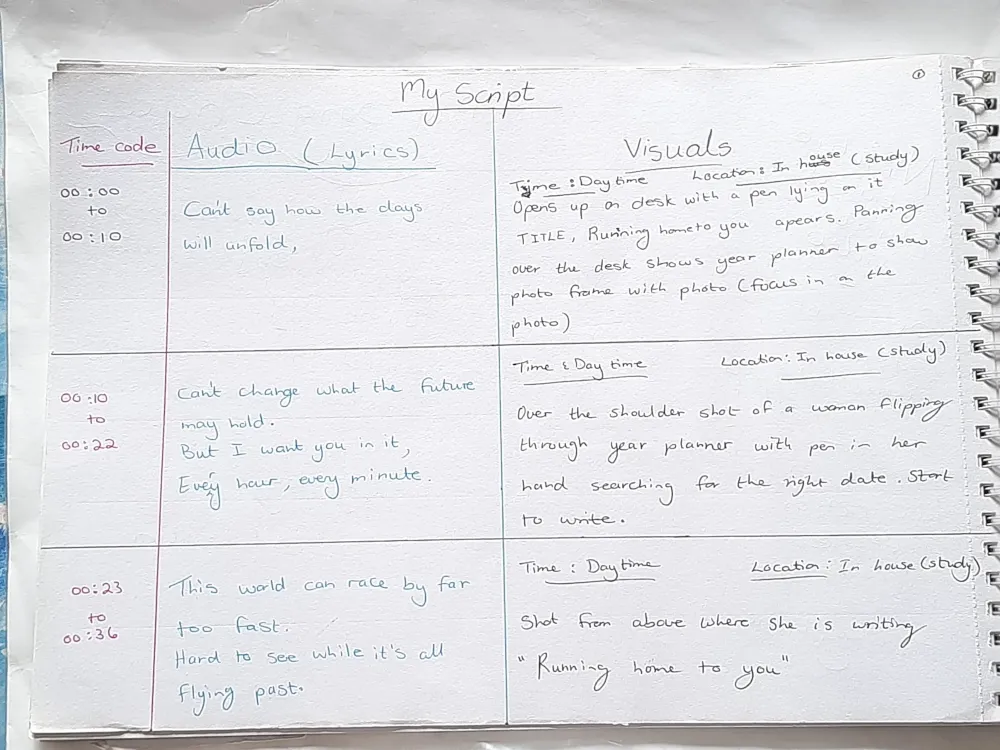 ①
My Script
Time code
Audio (Lyrics)
Visuals
00:00
to
00:10
Can't say how the days
will unfold,
Time : Day time Location: In house (study)
Opens up on desk with a pen lying on it
TITLE, Running home to you apears. Panning
over the desk shows year planner to show
photo frame with photo (focus in on the
photo)
00:10
to
00:22
Can't change what the future
may hold.
But I want you in it,
Every hour, every minute.
Time : Day time Location: In house (study)
Over the shoulder shot of a woman flipping
through year planner with pen in her
hand searching for the right date. Start
to write.
00:23
to
00:36
This world can race by far
too fast.
Hard to see while it's all
flying past.
Time : Day time Location: In house (study)
Shot from above where she is writing
"Running home to you"